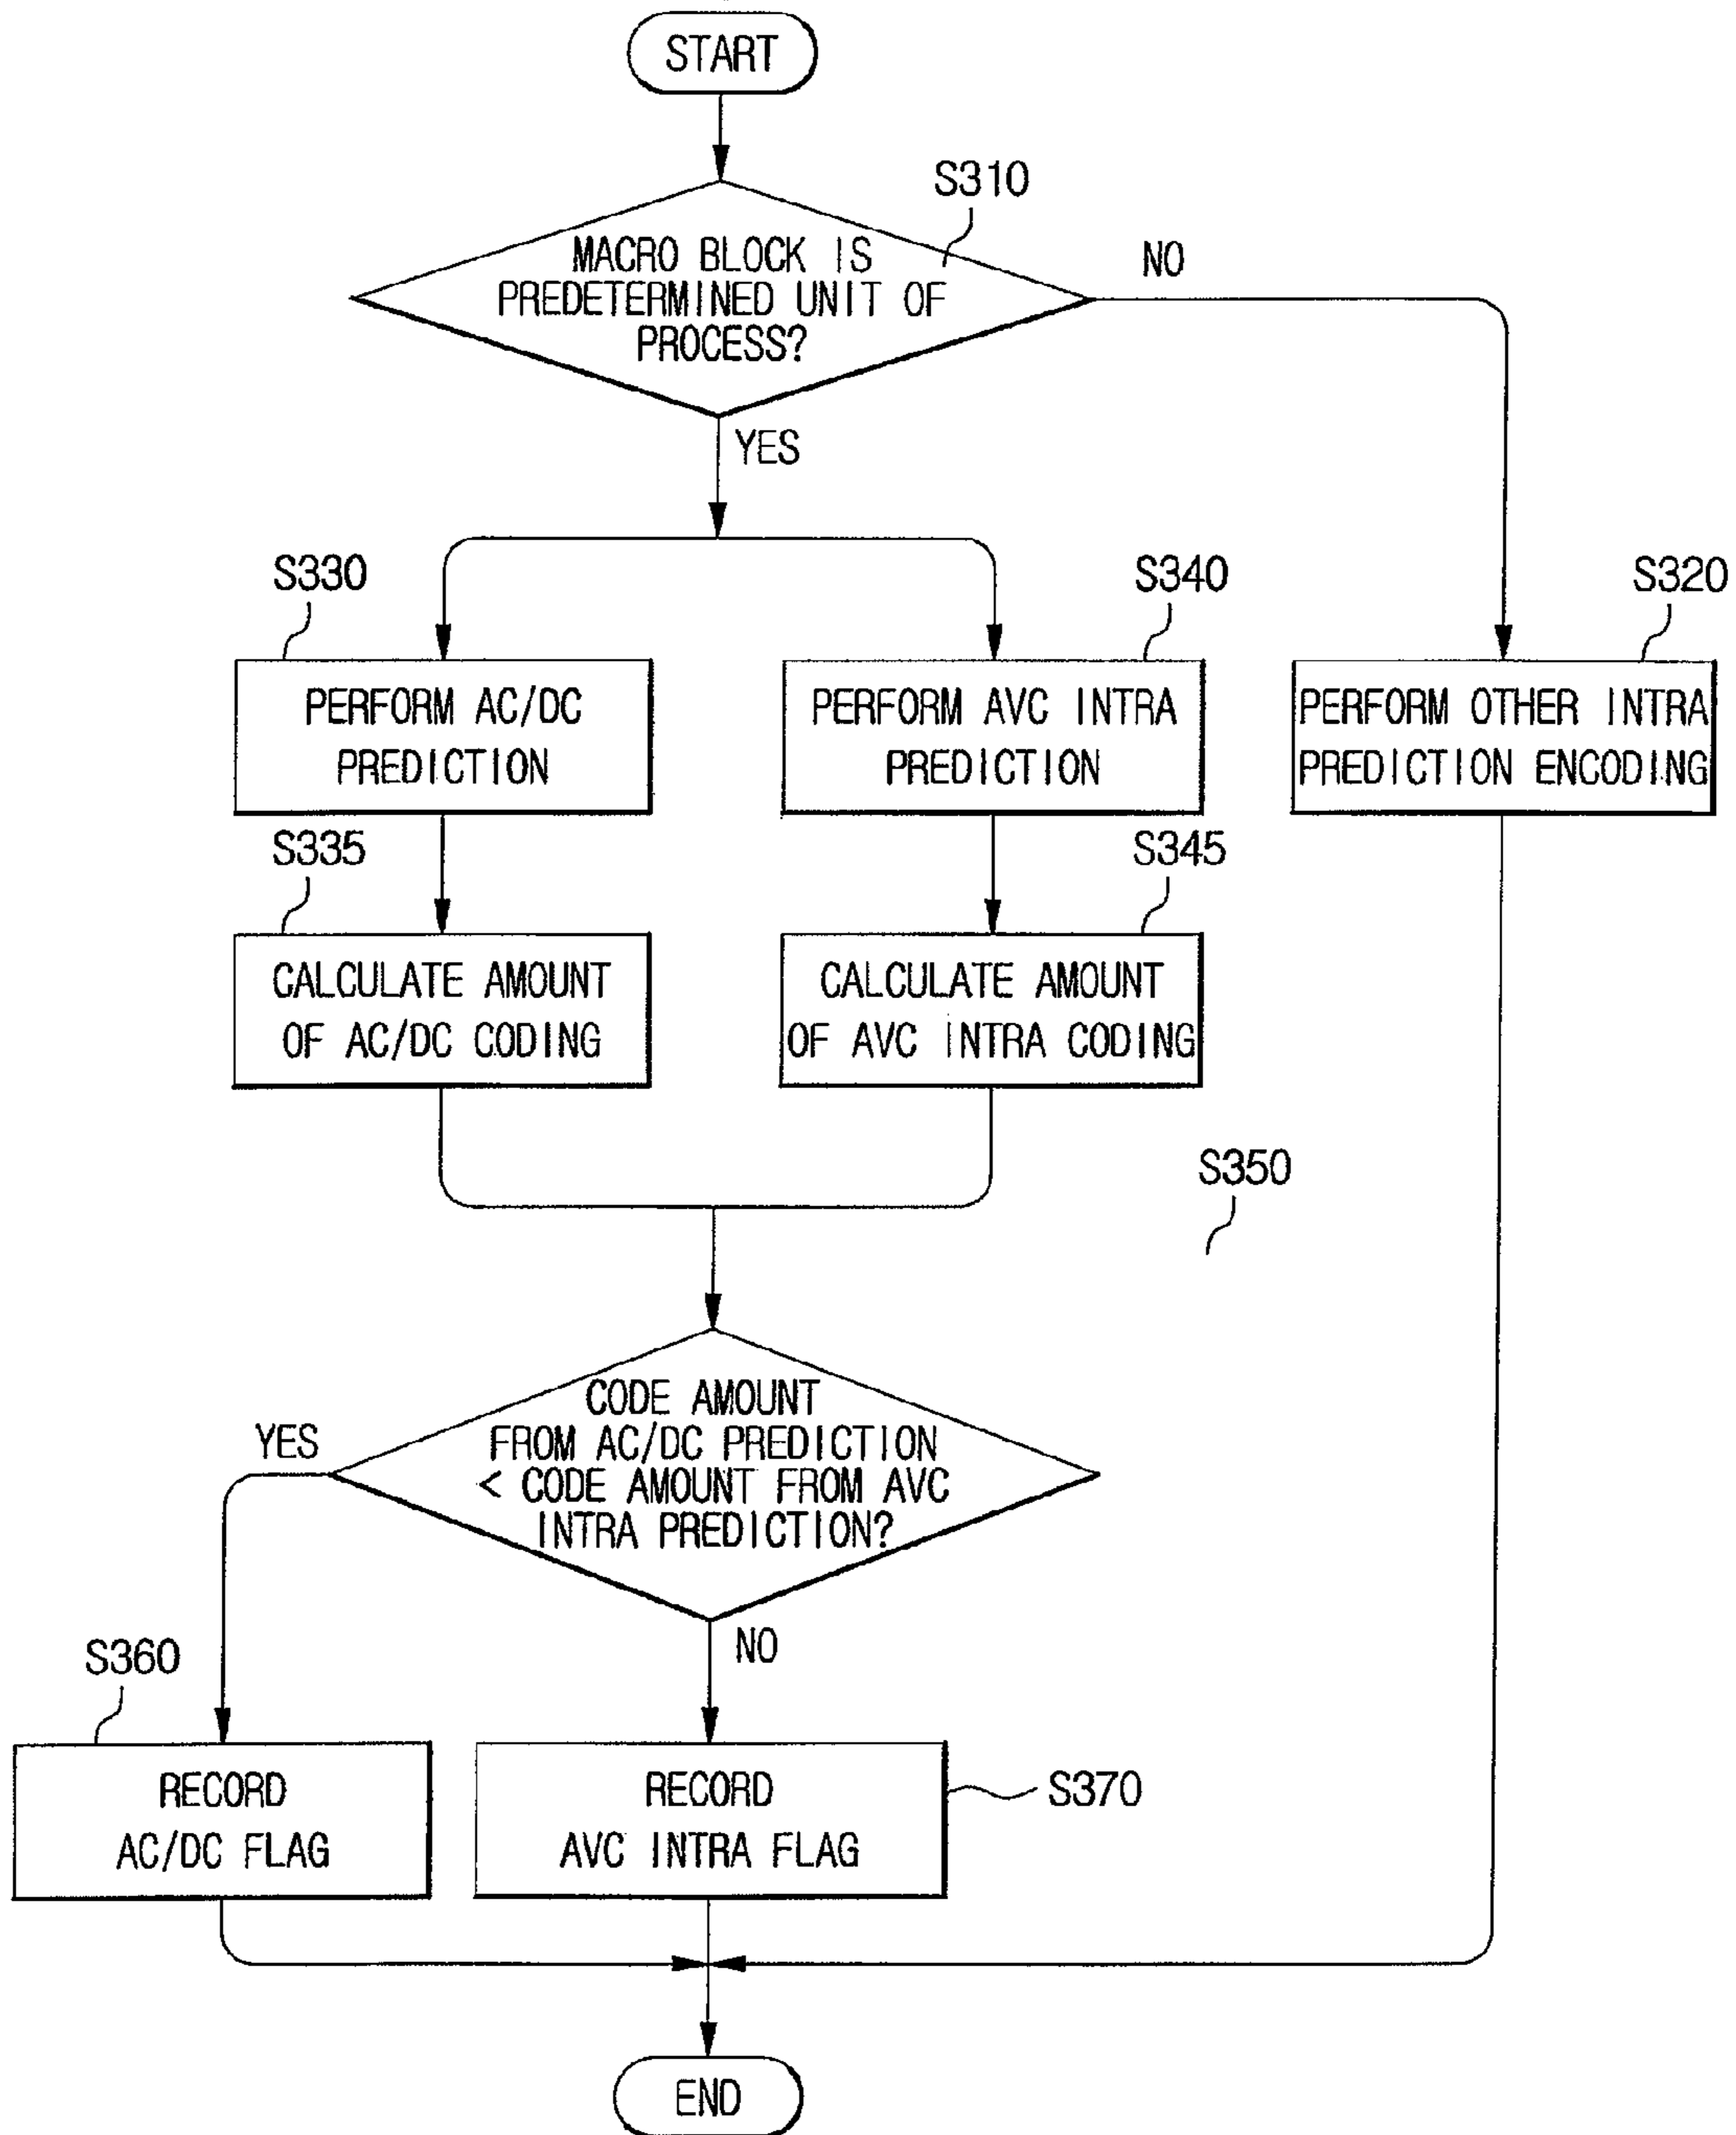 START
S310
MACRO BLOCK IS
PREDETERMINED UNIT OF
PROCESS?
NO
YES
S330
S340
S320
PERFORM AC/DC
PREDICTION
PERFORM AVC INTRA
PREDICTION
PERFORM OTHER INTRA
PREDICTION ENCODING
S335
S345
CALCULATE AMOUNT
OF AC/DC CODING
CALCULATE AMOUNT
OF AVC INTRA CODING
S350
CODE AMOUNT
FROM AC/DC PREDICTION
< CODE AMOUNT FROM AVC
INTRA PREDICTION?
YES
NO
S360
RECORD
AC/DC FLAG
RECORD
AVC INTRA FLAG
S370
END